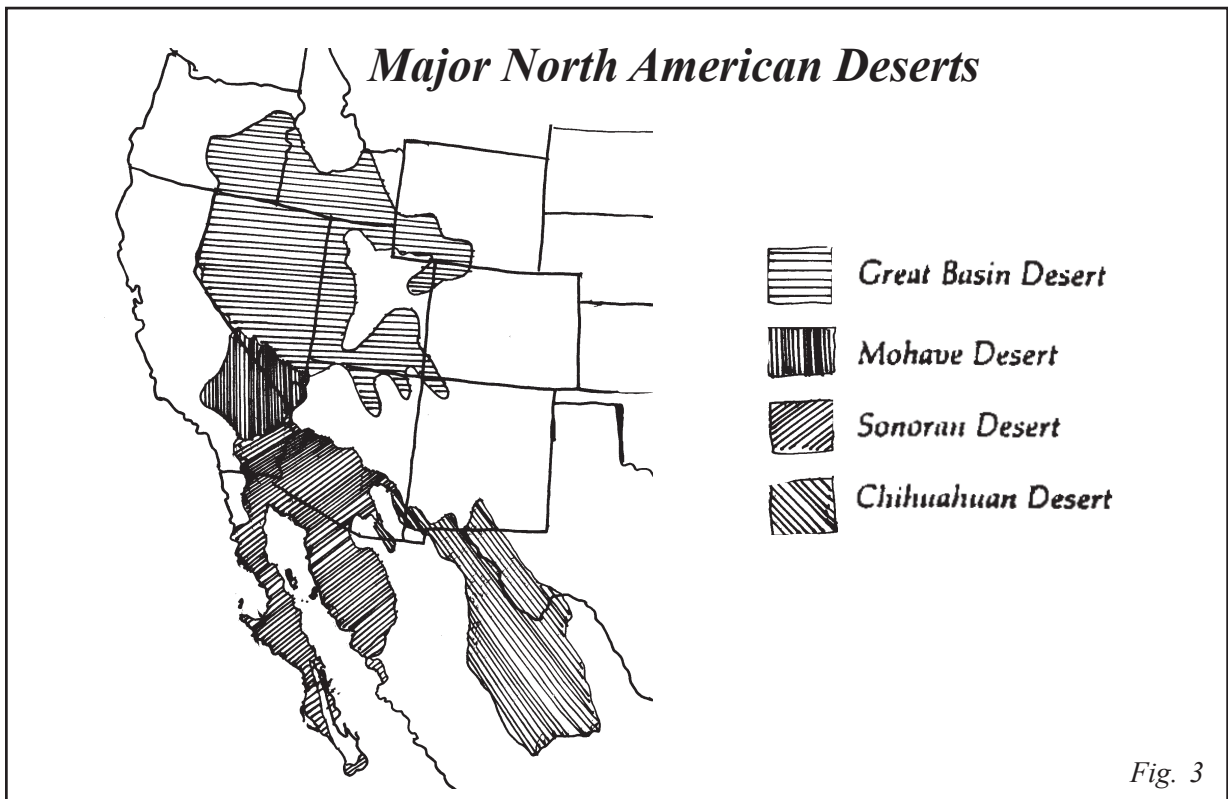 Major North American Deserts
Great Basin Desert
Mohave Desert
Sonoran Desert
Chihuahuan Desert
Fig. 3